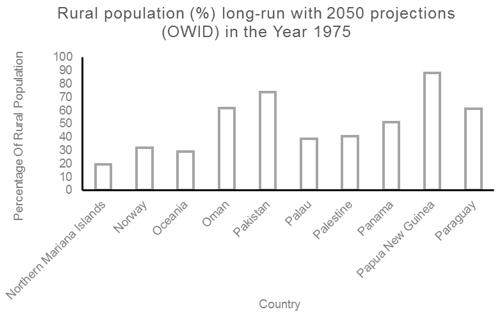 Rural population (%) long-run with 2050 projections
(OWID) in the Year 1975
Percentage Of Rural Population
100
90
80
70
60
50
40
30
20
10
0
Northern Mariana Islands
Norway
Oceania
Oman
Pakistan
Palau
Palestine
Panama
Papua New Guinea
Paraguay
Country